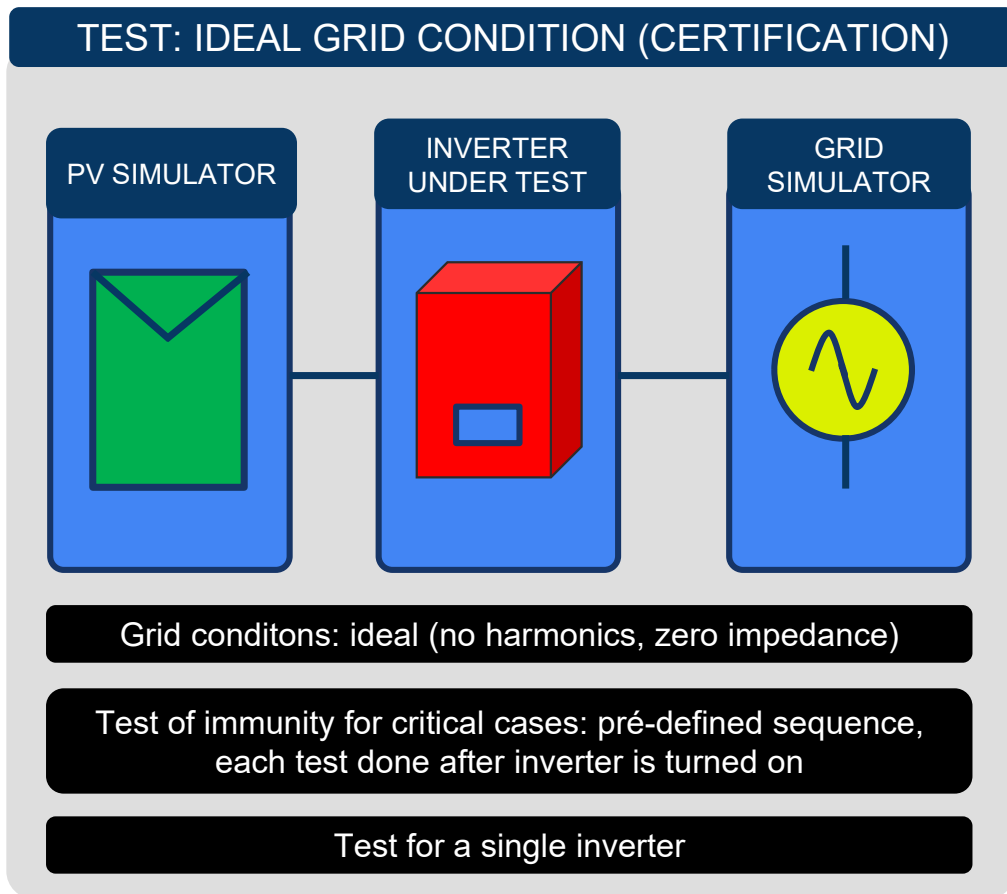 TEST: IDEAL GRID CONDITION (CERTIFICATION)
PV SIMULATOR
INVERTER
UNDER TEST
GRID
SIMULATOR
Grid conditons: ideal (no harmonics, zero impedance)
Test of immunity for critical cases: pré-defined sequence,
each test done after inverter is turned on
Test for a single inverter